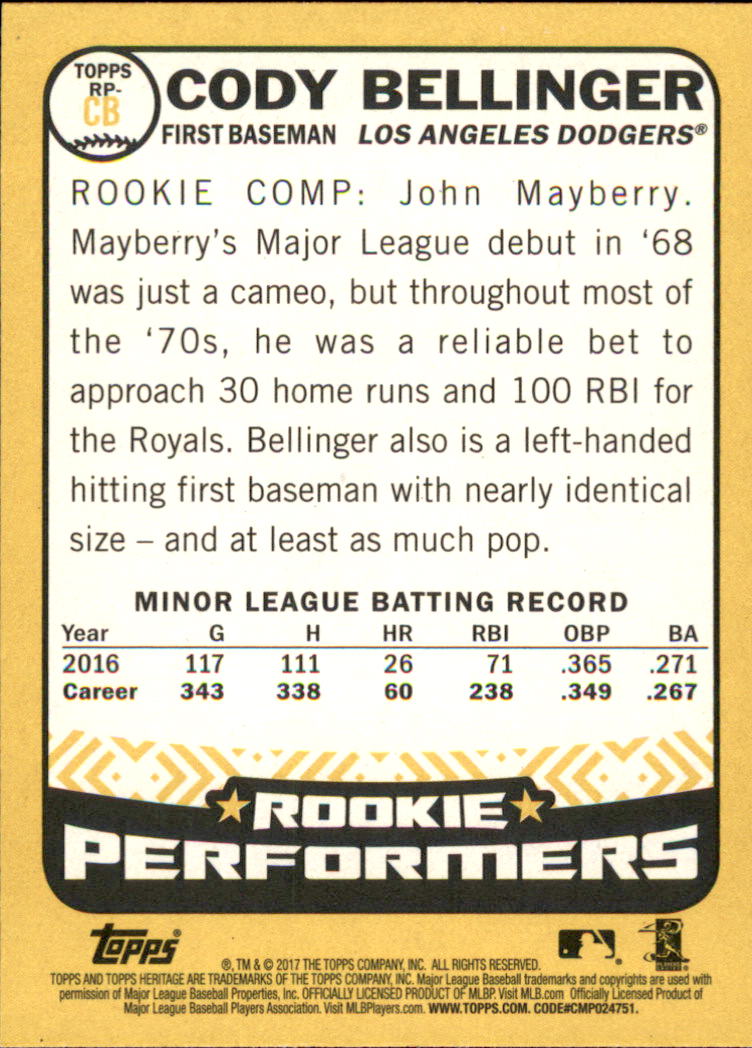 TOPPS
RP-
CB
CODY BELLINGER
FIRST BASEMAN LOS ANGELES DODGERS®
ROOKIE COMP: John Mayberry.
Mayberry's Major League debut in ‘68
was just a cameo, but throughout most of
the ‘70s, he was a reliable bet to
approach 30 home runs and 100 RBI for
the Royals. Bellinger also is a left-handed
hitting first baseman with nearly identical
size – and at least as much pop.
MINOR LEAGUE BATTING RECORD
Year G H HR RBI OBP BA
2016 117 111 26 71 .365 .271
Career 343 338 60 238 .349 .267
ROOKIE
PERFORMERS
topps®
®, TM & © 2017 THE TOPPS COMPANY, INC. ALL RIGHTS RESERVED.
TOPPS AND TOPPS HERITAGE ARE TRADEMARKS OF THE TOPPS COMPANY, INC. Major League Baseball trademarks and copyrights are used with
permission of Major League Baseball Properties, Inc. OFFICIALLY LICENSED PRODUCT OF MLBP. Visit MLB.com Officially Licensed Product of
Major League Baseball Players Association. Visit MLBPlayers.com. WWW.TOPPS.COM. CODE#CMP024751.